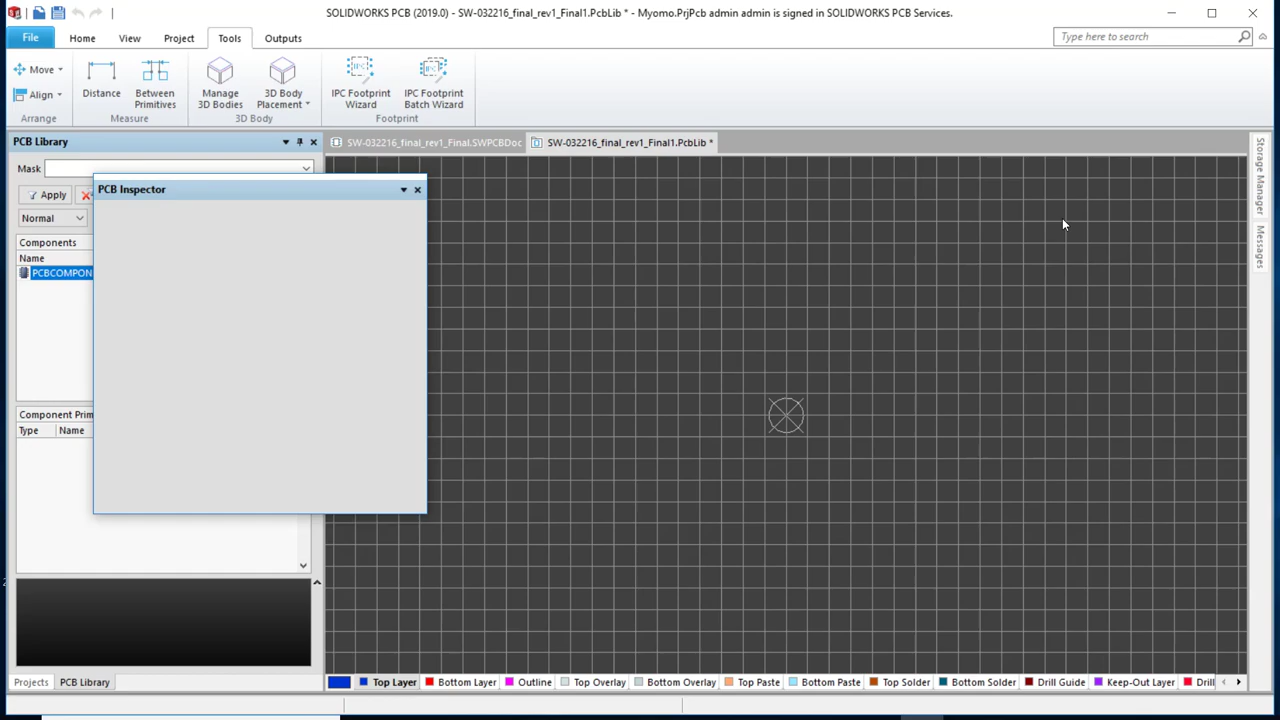 SOLIDWORKS PCB (2019.0) - SW-032216_final_rev1_Final1.PcbLib * - Myomo.PrjPcb admin admin is signed in SOLIDWORKS PCB Services.
File Home View Project Tools Outputs
Type here to search
Move
Align
Distance
Between Primitives
Manage 3D Bodies
3D Body Placement
IPC Footprint Wizard
IPC Footprint Batch Wizard
Arrange Measure 3D Body Footprint
PCB Library
SW-032216_final_rev1_Final.SWPCBDoc
SW-032216_final_rev1_Final1.PcbLib *
Mask
PCB Inspector
Apply
Normal
Components
Name
PCBCOMPON
Component Prim
Type Name
Storage Manager
Messages
Projects PCB Library
Top Layer Bottom Layer Outline Top Overlay Bottom Overlay Top Paste Bottom Paste Top Solder Bottom Solder Drill Guide Keep-Out Layer Drill